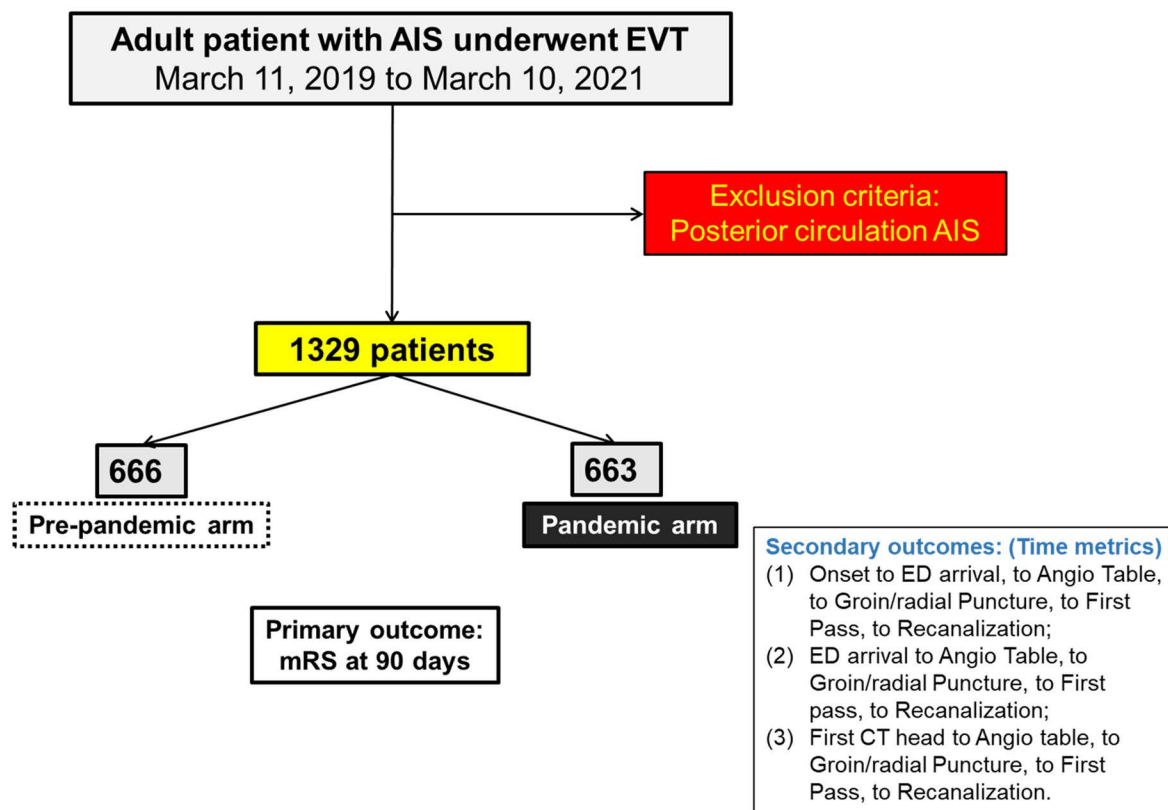 Adult patient with AIS underwent EVT
March 11, 2019 to March 10, 2021
Exclusion criteria:
Posterior circulation AIS
1329 patients
666
Pre-pandemic arm
663
Pandemic arm
Primary outcome:
mRS at 90 days
Secondary outcomes: (Time metrics)
(1) Onset to ED arrival, to Angio Table,
to Groin/radial Puncture, to First
Pass, to Recanalization;
(2) ED arrival to Angio Table, to
Groin/radial Puncture, to First
pass, to Recanalization;
(3) First CT head to Angio table, to
Groin/radial Puncture, to First
Pass, to Recanalization.